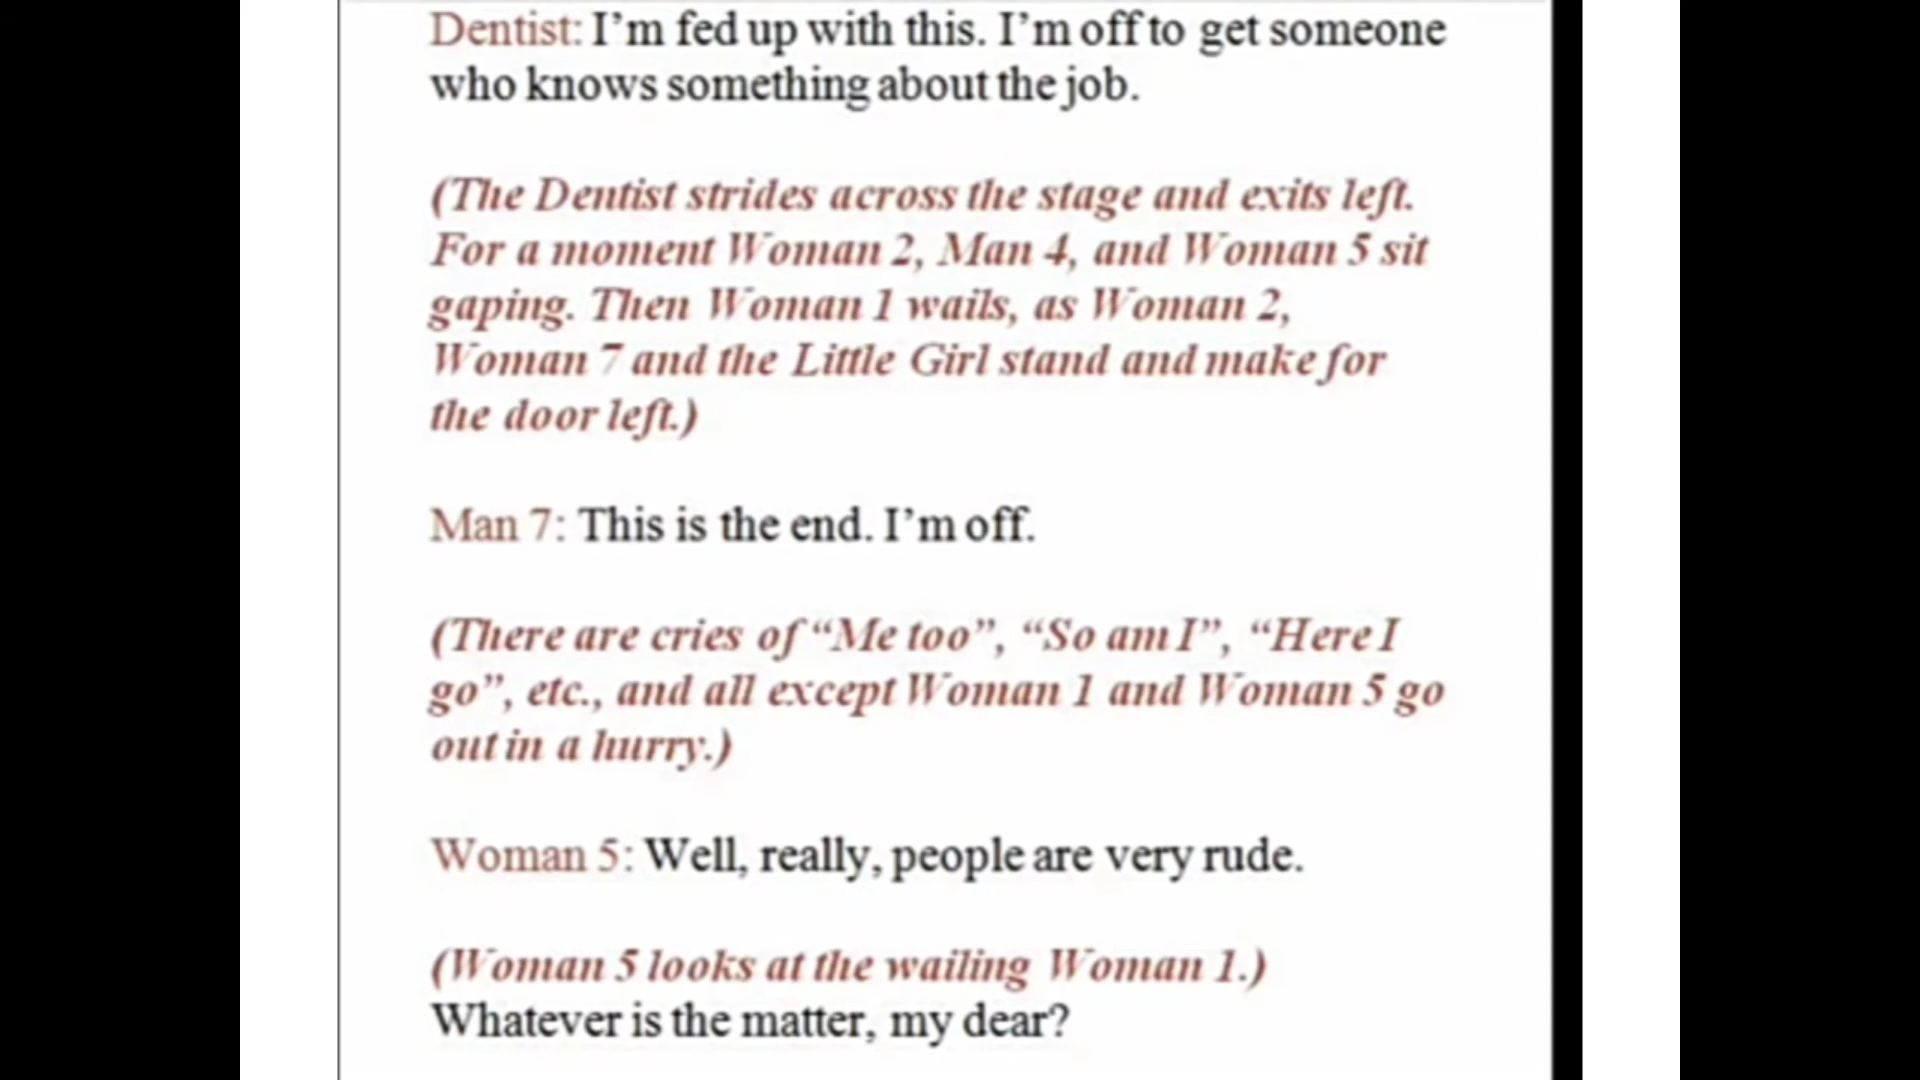 Dentist: I'm fed up with this. I'm off to get someone
who knows something about the job.
(The Dentist strides across the stage and exits left.
For a moment Woman 2, Man 4, and Woman 5 sit
gaping. Then Woman 1 wails, as Woman 2,
Woman 7 and the Little Girl stand and make for
the door left.)
Man 7: This is the end. I'm off.
(There are cries of “Me too”, “So am I”, “Here I
go”, etc., and all except Woman 1 and Woman 5 go
out in a hurry.)
Woman 5: Well, really, people are very rude.
(Woman 5 looks at the wailing Woman 1.)
Whatever is the matter, my dear?